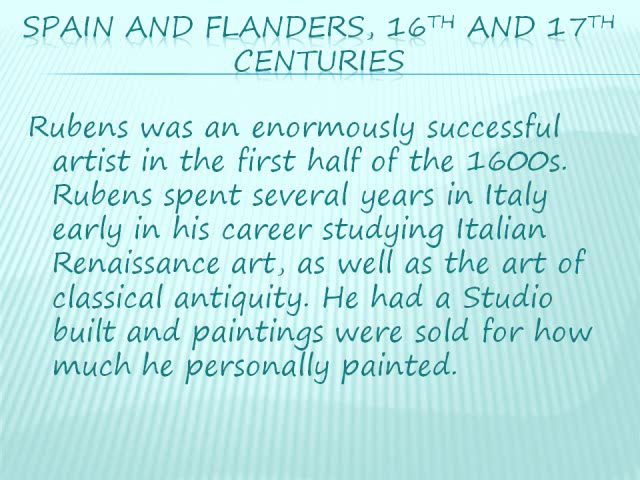 SPAIN AND FLANDERS, 16TH AND 17TH
CENTURIES
Rubens was an enormously successful
artist in the first half of the 1600s.
Rubens spent several years in Italy
early in his career studying Italian
Renaissance art, as well as the art of
classical antiquity. He had a Studio
built and paintings were sold for how
much he personally painted.